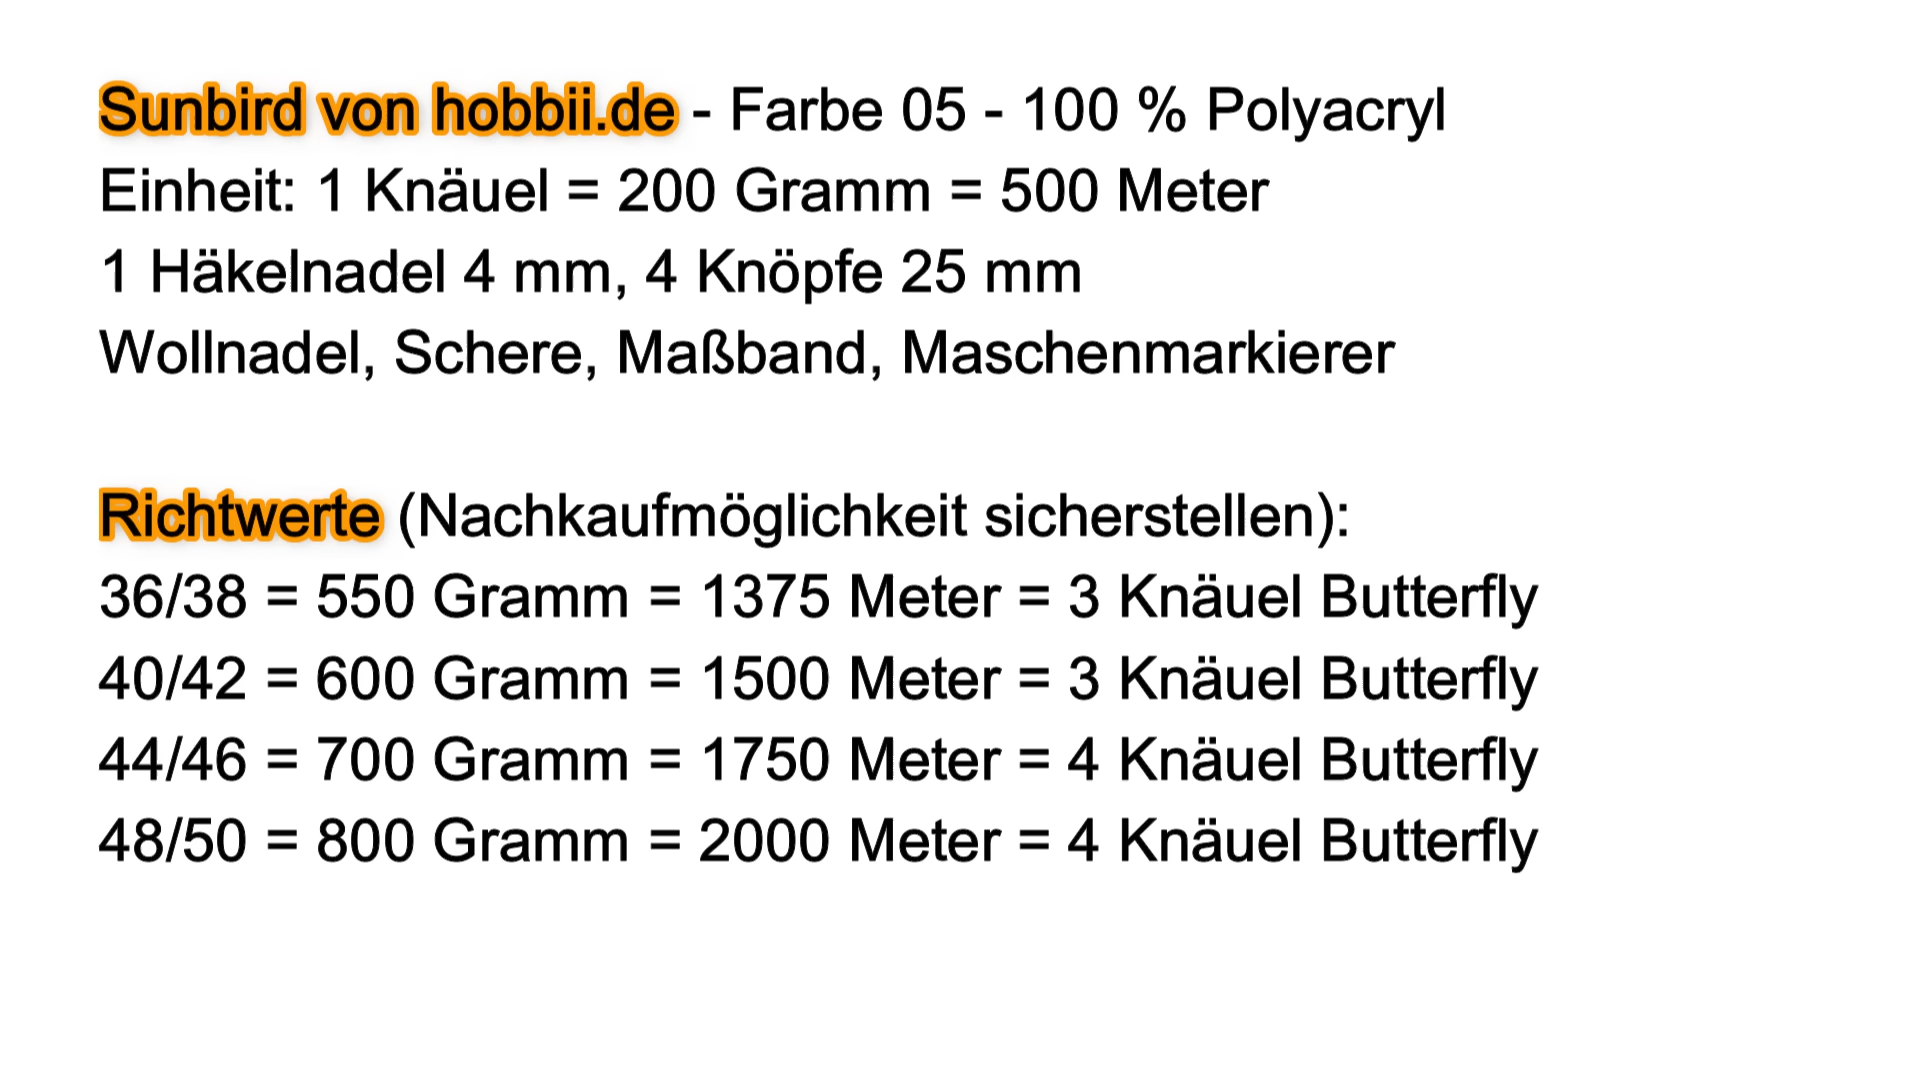 Sunbird von hobbii.de - Farbe 05 - 100 % Polyacryl
Einheit: 1 Knäuel = 200 Gramm = 500 Meter
1 Häkelnadel 4 mm, 4 Knöpfe 25 mm
Wollnadel, Schere, Maßband, Maschenmarkierer
Richtwerte (Nachkaufmöglichkeit sicherstellen):
36/38 = 550 Gramm = 1375 Meter = 3 Knäuel Butterfly
40/42 = 600 Gramm = 1500 Meter = 3 Knäuel Butterfly
44/46 = 700 Gramm = 1750 Meter = 4 Knäuel Butterfly
48/50 = 800 Gramm = 2000 Meter = 4 Knäuel Butterfly